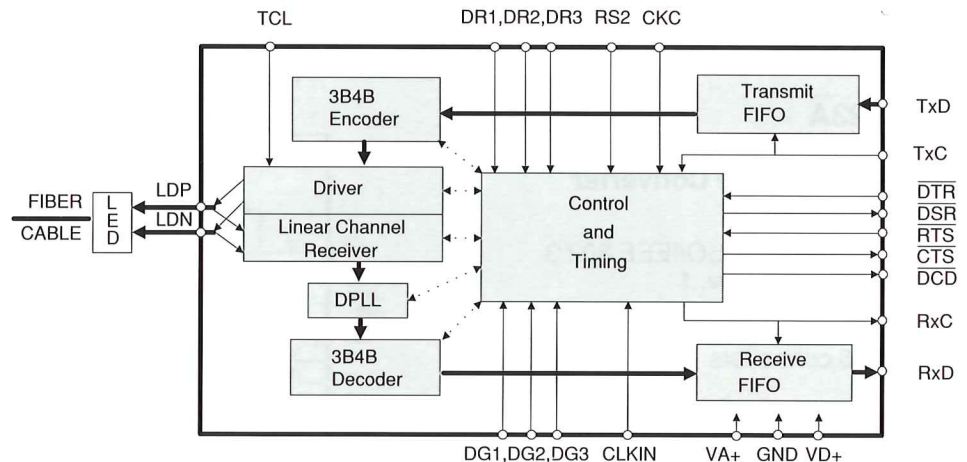 TCL
DR1,DR2,DR3
RS2
CKC
3B4B
Encoder
Transmit
FIFO
TxD
TxC
FIBER
CABLE
LED
LDP
LDN
Driver
Linear Channel
Receiver
Control
and
Timing
DTR
DSR
RTS
CTS
DCD
DPLL
RxC
3B4B
Decoder
Receive
FIFO
RxD
DG1,DG2,DG3
CLKIN
VA+
GND
VD+